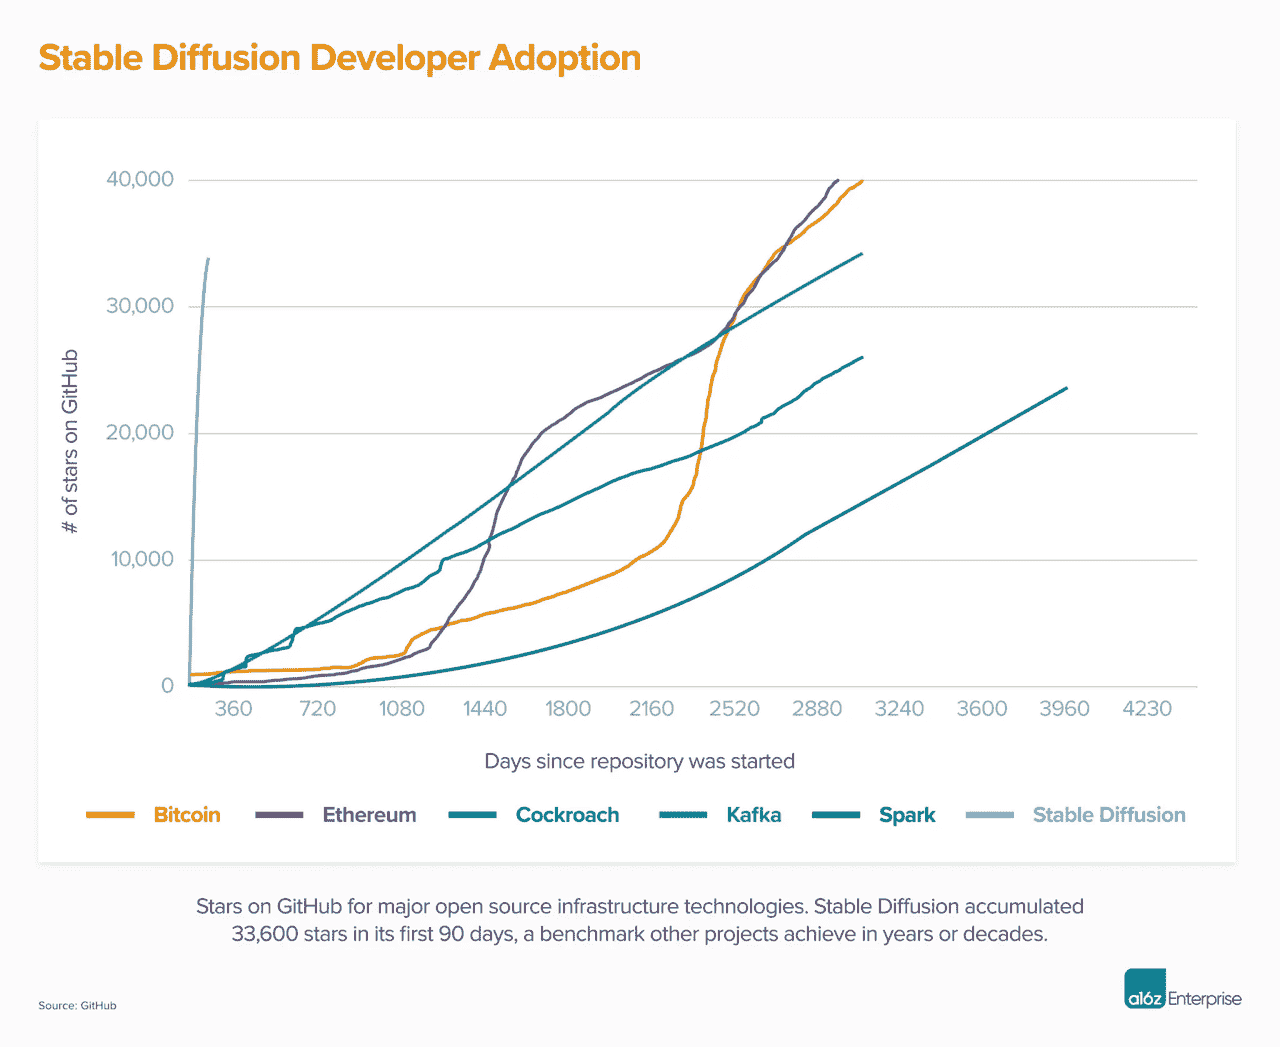 Stable Diffusion Developer Adoption
40,000
30,000
20,000
10,000
0
# of stars on GitHub
360 720 1080 1440 1800 2160 2520 2880 3240 3600 3960 4230
Days since repository was started
Bitcoin Ethereum Cockroach Kafka Spark Stable Diffusion
Stars on GitHub for major open source infrastructure technologies. Stable Diffusion accumulated
33,600 stars in its first 90 days, a benchmark other projects achieve in years or decades.
Source: GitHub
a16z Enterprise